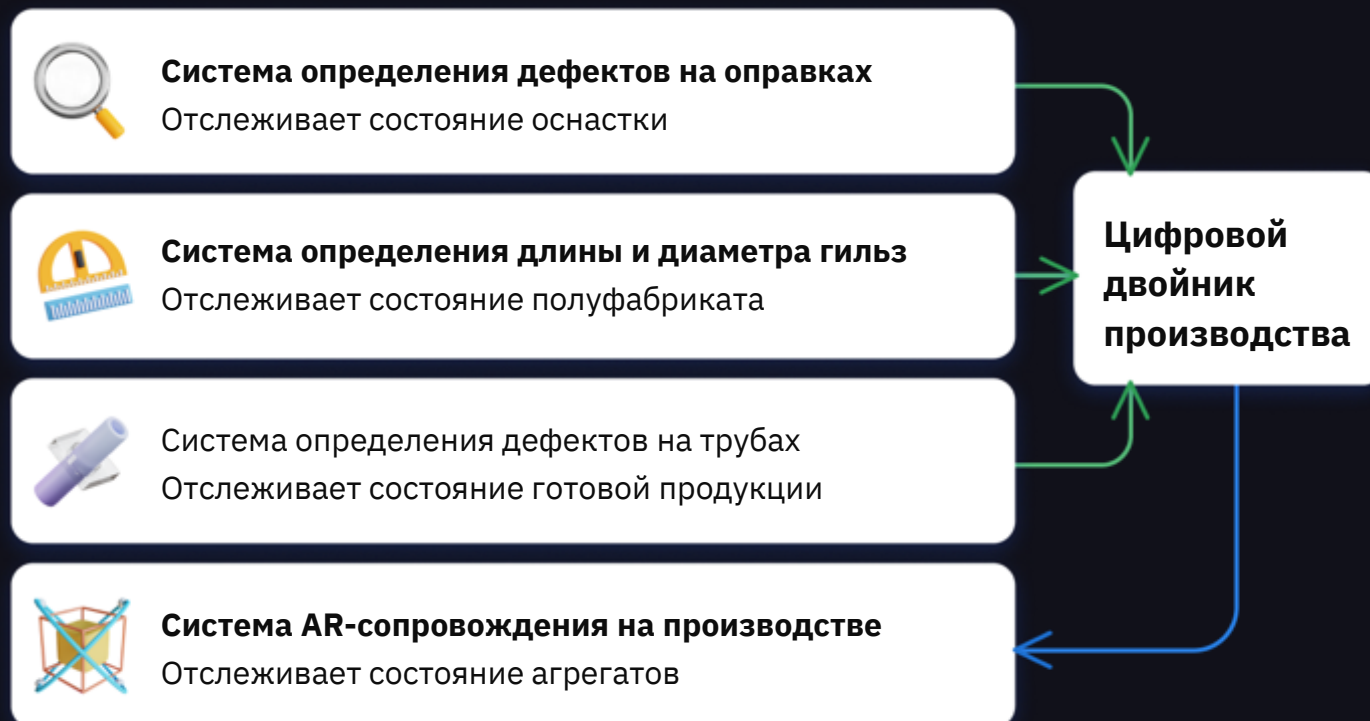 Система определения дефектов на оправках
Отслеживает состояние оснастки
Система определения длины и диаметра гильз
Отслеживает состояние полуфабриката
Цифровой
двойник
производства
Система определения дефектов на трубах
Отслеживает состояние готовой продукции
Система AR-сопровождения на производстве
Отслеживает состояние агрегатов